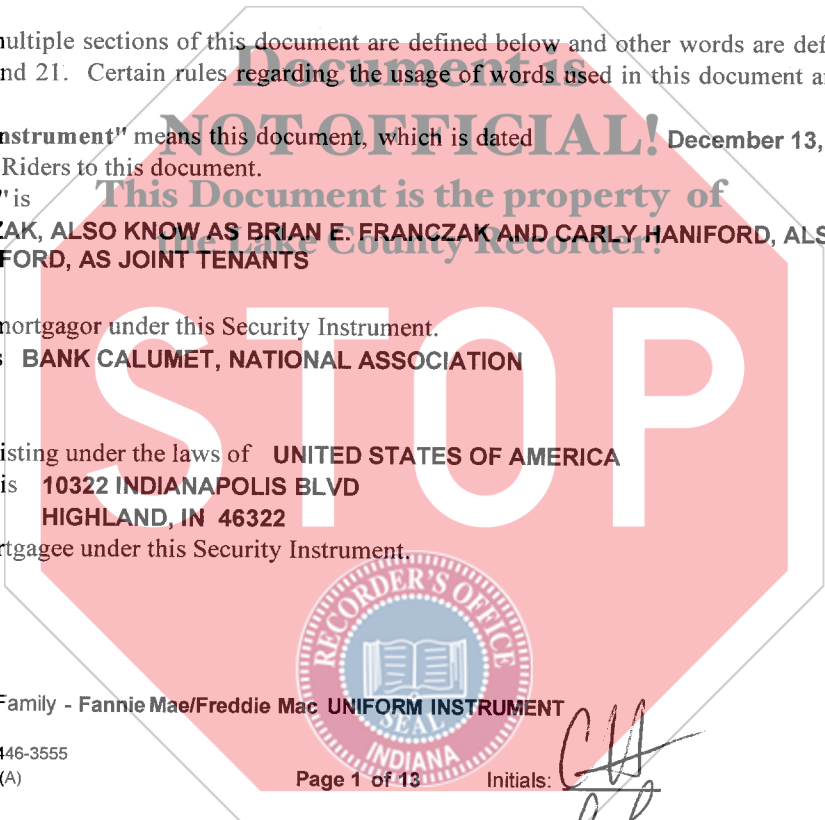 ultiple sections of this document are defined below and other words are def
nd 21. Certain rules regarding the usage of words used in this document a
Document is
nstrument" means this document, which is dated December 13,
NOT OFFICIAL!
Riders to this document.
" is
This Document is the property of
ZAK, ALSO KNOW AS BRIAN E. FRANCZAK AND CARLY HANIFORD, ALS
the Lake County Recorder!
FORD, AS JOINT TENANTS
mortgagor under this Security Instrument.
BANK CALUMET, NATIONAL ASSOCIATION
STOP
isting under the laws of UNITED STATES OF AMERICA
is 10322 INDIANAPOLIS BLVD
HIGHLAND, IN 46322
rtgagee under this Security Instrument.
RECORDER'S OFFICE
SEAL
INDIANA
Family - Fannie Mae/Freddie Mac UNIFORM INSTRUMENT
446-3555
(A)
Page 1 of 13 Initials: CH